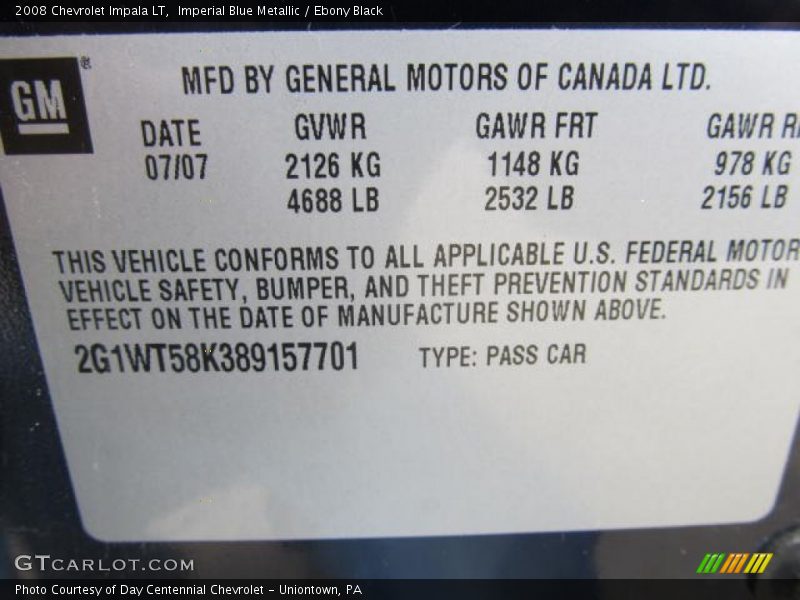 2008 Chevrolet Impala LT, Imperial Blue Metallic / Ebony Black
GM®
MFD BY GENERAL MOTORS OF CANADA LTD.
DATE GVWR GAWR FRT GAWR
07/07 2126 KG 1148 KG 978 KG
4688 LB 2532 LB 2156 LB
THIS VEHICLE CONFORMS TO ALL APPLICABLE U.S. FEDERAL MOTOR
VEHICLE SAFETY, BUMPER, AND THEFT PREVENTION STANDARDS IN
EFFECT ON THE DATE OF MANUFACTURE SHOWN ABOVE.
2G1WT58K389157701 TYPE: PASS CAR
GTCARLOT.COM
Photo Courtesy of Day Centennial Chevrolet - Uniontown, PA